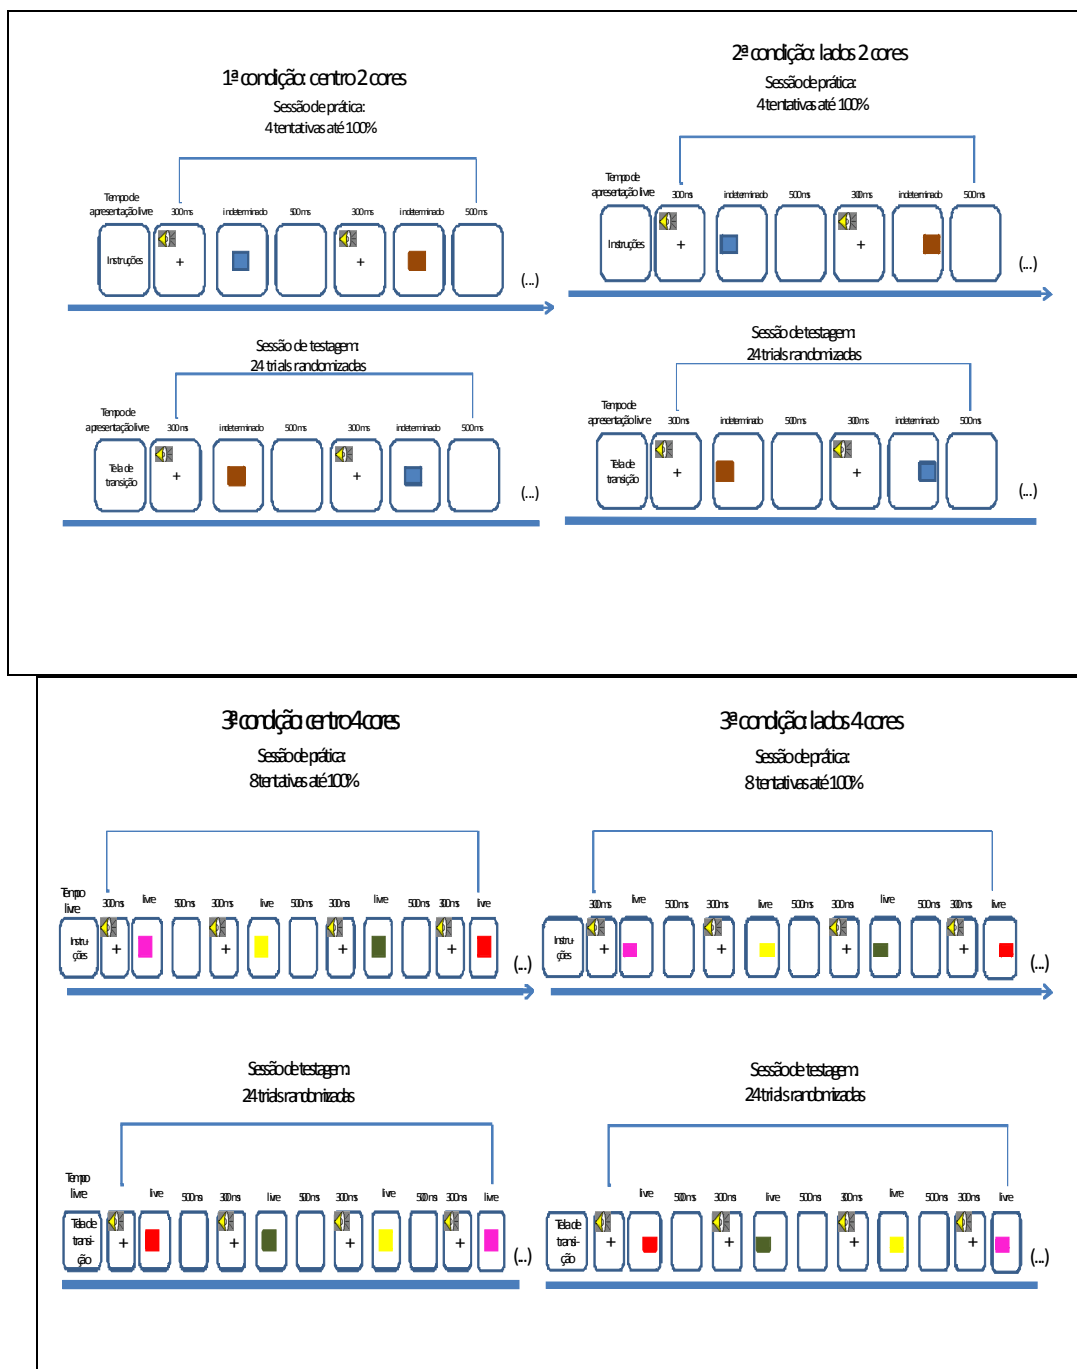 1ª condição: centro 2 cores
Sessão de prática:
4 tentativas até 100%
Tempo de
apresentação livre
300ms
indeterminado
500ms
300ms
indeterminado
500ms
Instruções
+
+
(...)
Sessão de testagem:
24 trials randomizadas
Tempo de
apresentação livre
300ms
indeterminado
500ms
300ms
indeterminado
500ms
Tela de
transição
+
+
(...)
2ª condição: lados 2 cores
Sessão de prática:
4 tentativas até 100%
Tempo de
apresentação livre
300ms
indeterminado
500ms
300ms
indeterminado
500ms
Instruções
+
+
(...)
Sessão de testagem:
24 trials randomizadas
Tempo de
apresentação livre
300ms
indeterminado
500ms
300ms
indeterminado
500ms
Tela de
transição
+
+
(...)
3ª condição: centro 4 cores
Sessão de prática:
8 tentativas até 100%
Tempo
livre
300ms
livre
500ms
300ms
livre
500ms
300ms
livre
500ms
300ms
livre
Instru-
ções
+
+
+
+
(...)
Sessão de testagem:
24 trials randomizadas
Tempo
livre
300ms
livre
500ms
300ms
livre
500ms
300ms
livre
500ms
300ms
livre
Tela de
transi-
ção
+
+
+
+
(...)
3ª condição: lados 4 cores
Sessão de prática:
8 tentativas até 100%
300ms
livre
500ms
300ms
livre
500ms
300ms
livre
500ms
300ms
livre
Instru-
ções
+
+
+
+
(...)
Sessão de testagem:
24 trials randomizadas
Tempo
livre
300ms
livre
500ms
300ms
livre
500ms
300ms
livre
500ms
300ms
livre
Tela de
transi-
ção
+
+
+
+
(...)